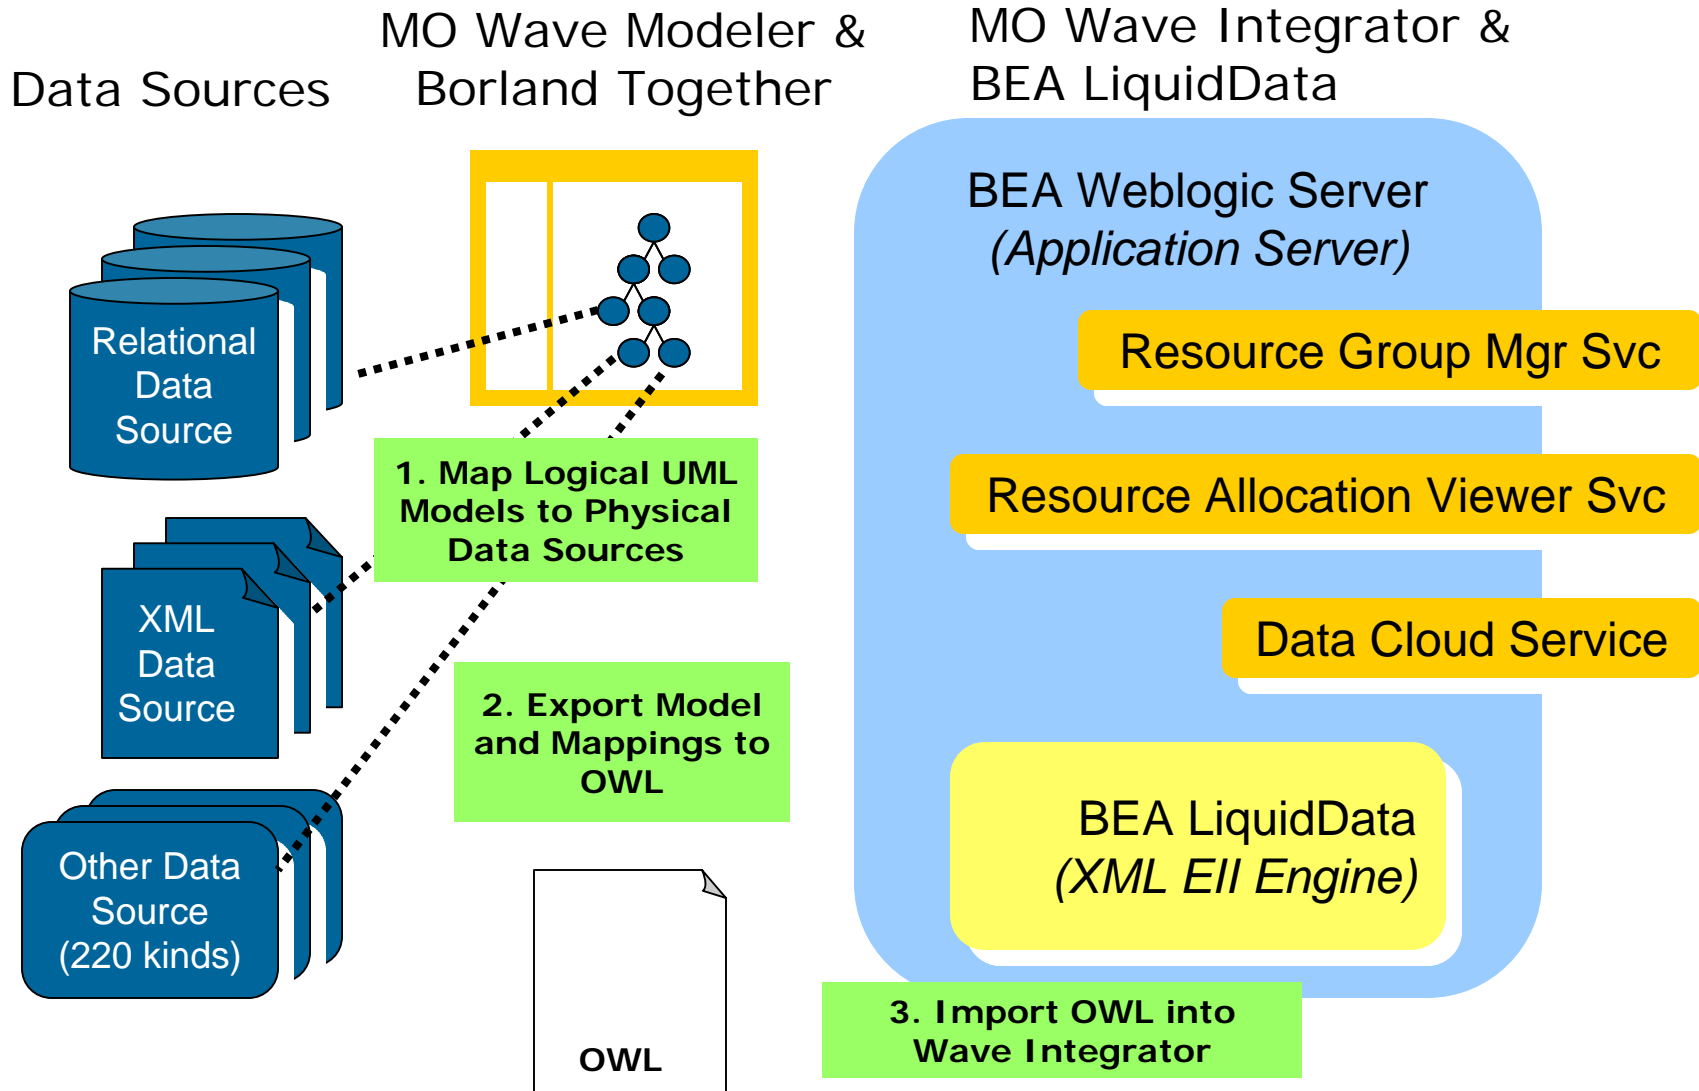 Data Sources
MO Wave Modeler &
Borland Together
MO Wave Integrator &
BEA LiquidData
Relational
Data
Source
XML
Data
Source
Other Data
Source
(220 kinds)
1. Map Logical UML
Models to Physical
Data Sources
2. Export Model
and Mappings to
OWL
OWL
BEA Weblogic Server
(Application Server)
Resource Group Mgr Svc
Resource Allocation Viewer Svc
Data Cloud Service
BEA LiquidData
(XML EII Engine)
3. Import OWL into
Wave Integrator